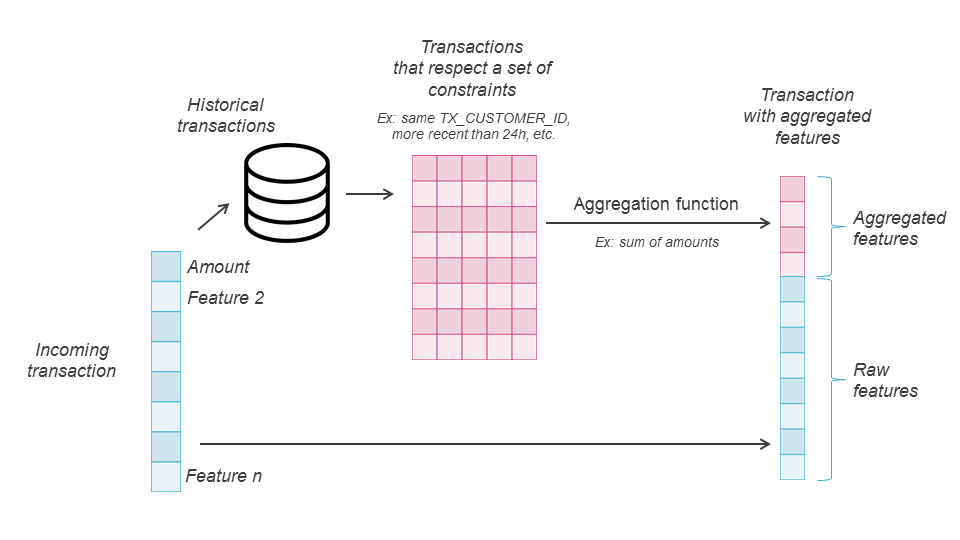 Transactions
that respect a set of
constraints
Ex: same TX_CUSTOMER_ID,
more recent than 24h, etc.
Historical
transactions
Transaction
with aggregated
features
Aggregation function
Ex: sum of amounts
Aggregated
features
Amount
Feature 2
Incoming
transaction
Raw
features
Feature n